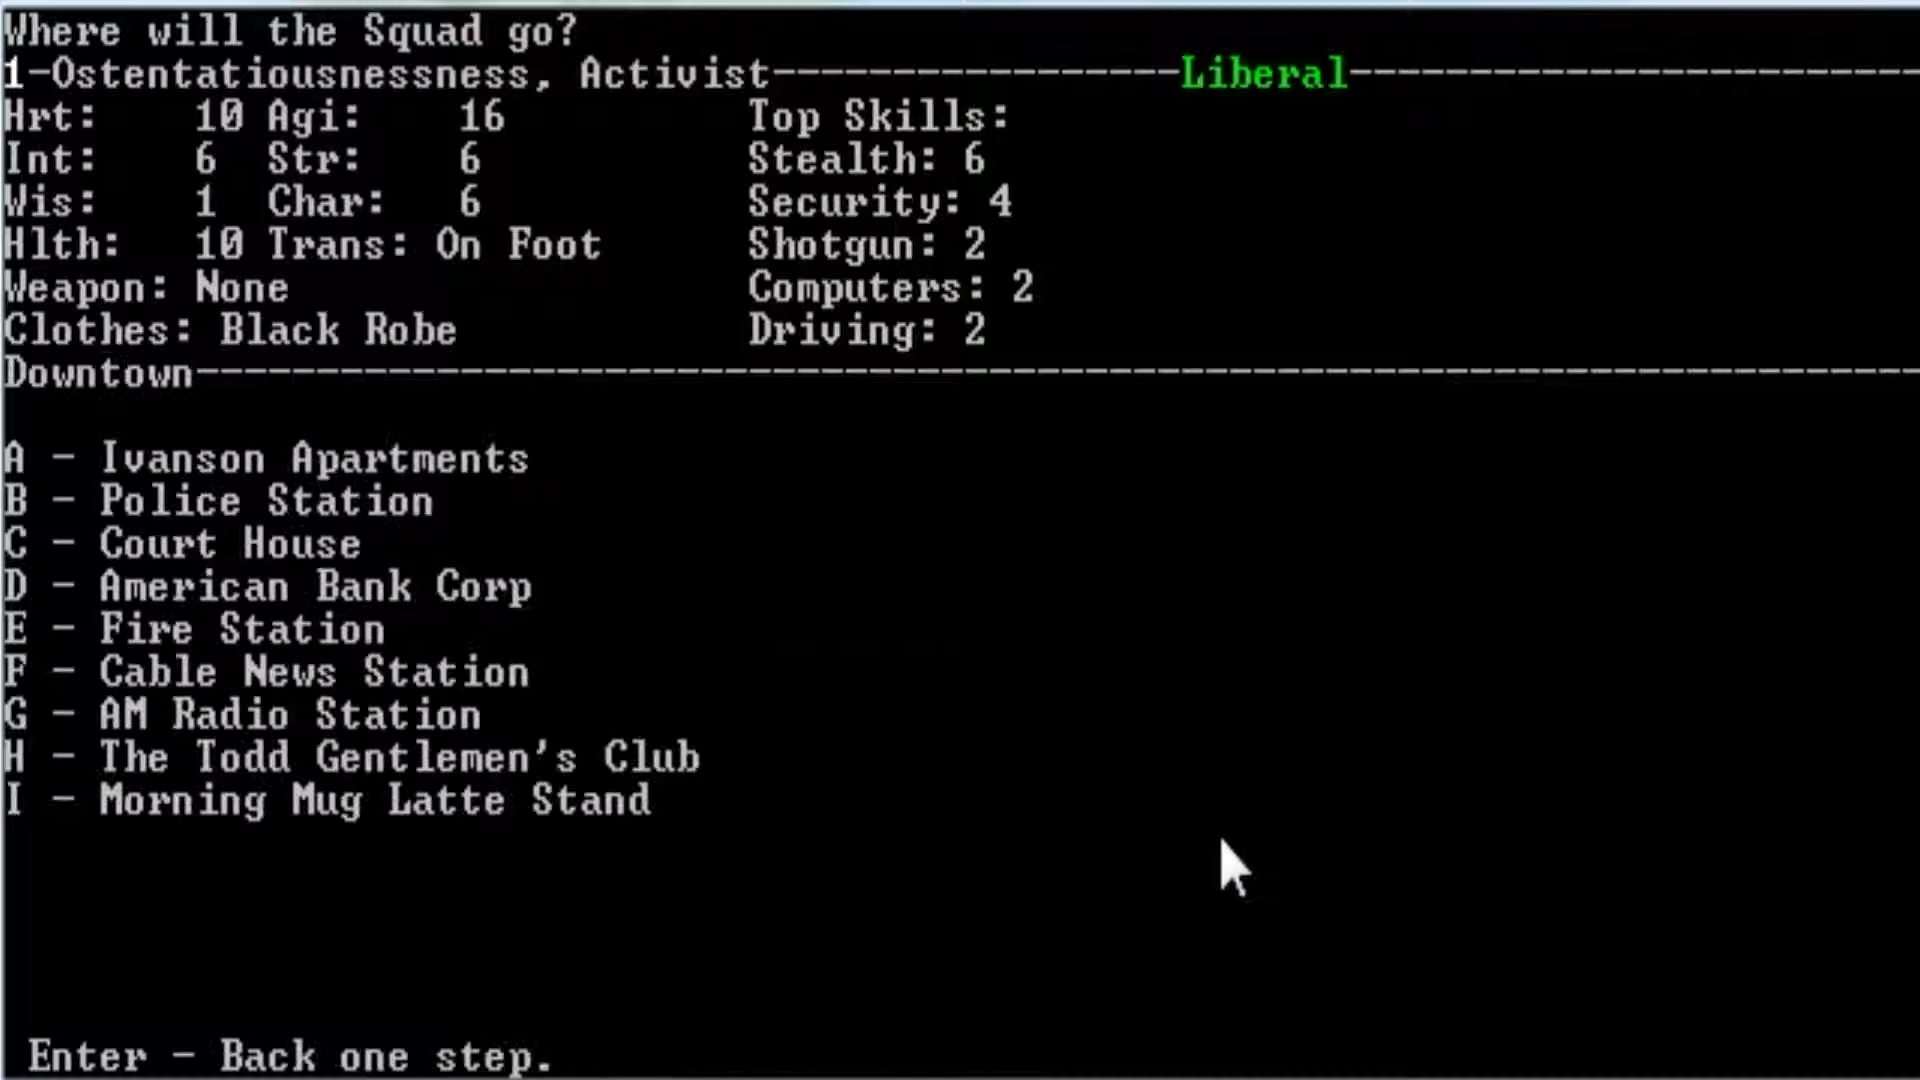 Where will the Squad go?
1-Ostentatiousnessness, Activist-----------------Liberal------------------------
Hrt: 10 Agi: 16 Top Skills:
Int: 6 Str: 6 Stealth: 6
Wis: 1 Char: 6 Security: 4
Hlth: 10 Trans: On Foot Shotgun: 2
Weapon: None Computers: 2
Clothes: Black Robe Driving: 2
Downtown------------------------------------------------------------------------
A - Ivanson Apartments
B - Police Station
C - Court House
D - American Bank Corp
E - Fire Station
F - Cable News Station
G - AM Radio Station
H - The Todd Gentlemen's Club
I - Morning Mug Latte Stand
Enter - Back one step.